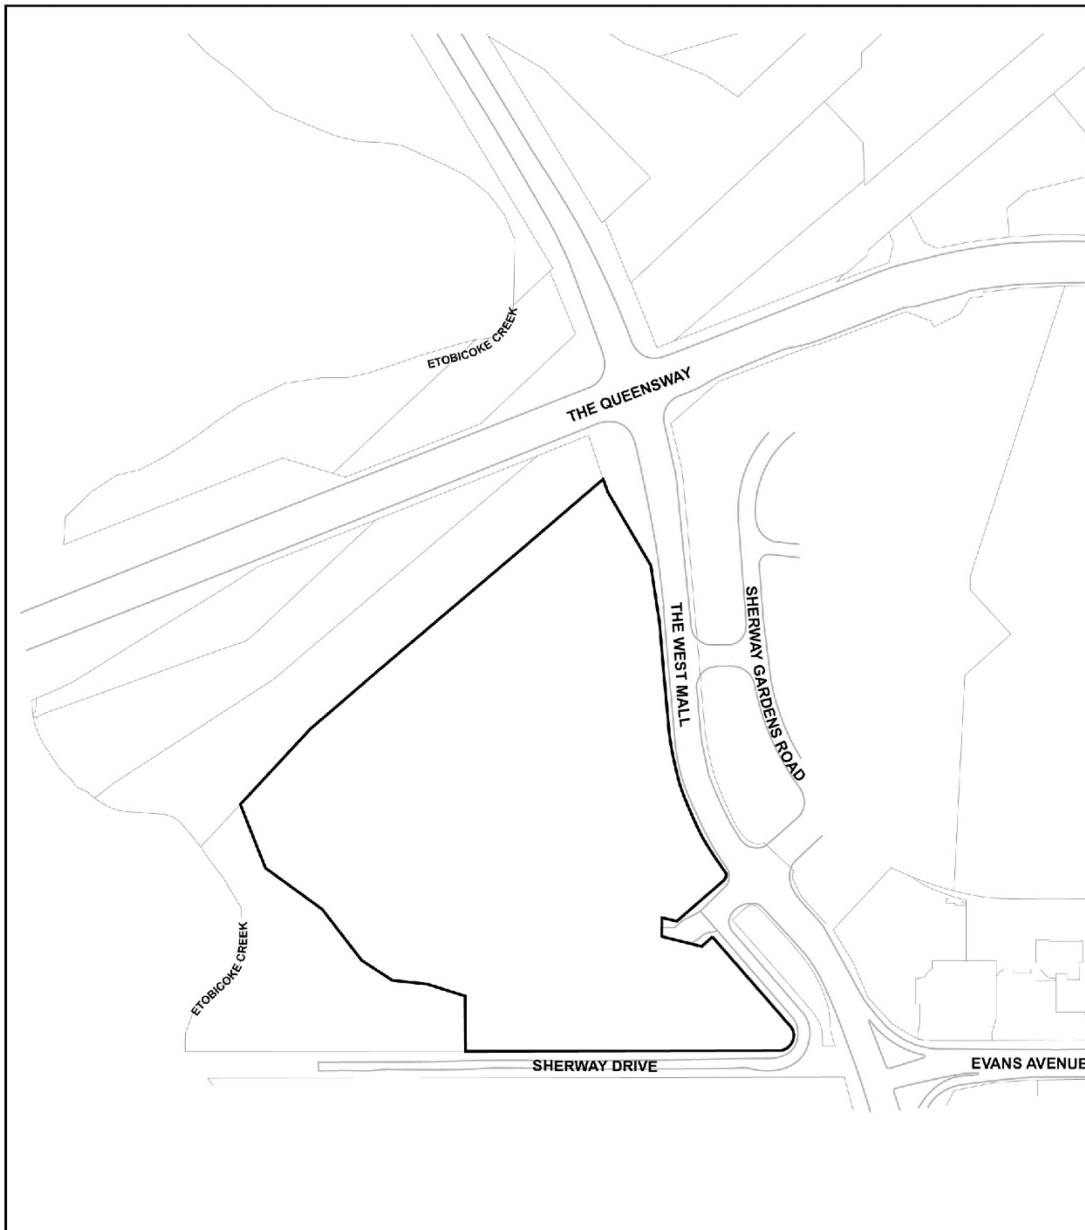 ETOBICOKE CREEK
THE QUEENSWAY
THE WEST MALL
SHERWAY GARDENS ROAD
ETOBICOKE CREEK
SHERWAY DRIVE
EVANS AVENUE